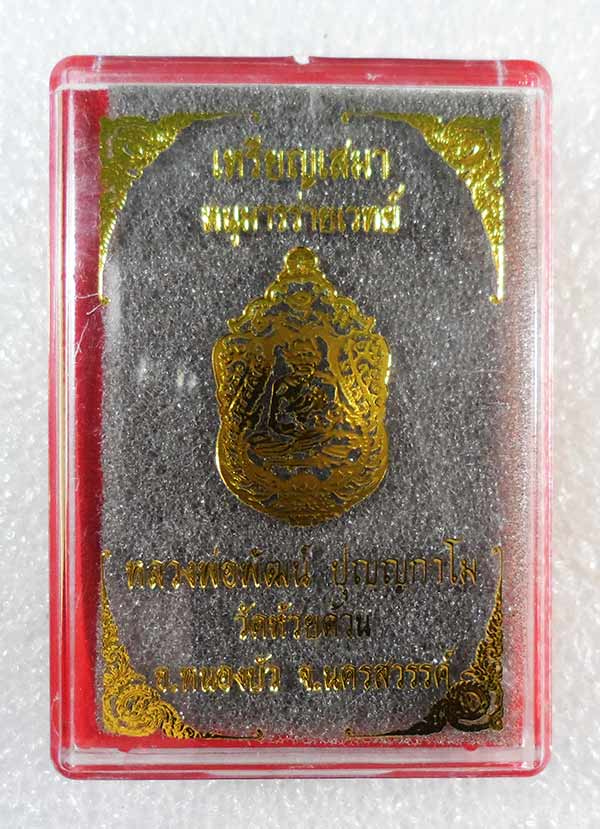 เหรียญเสมา
หนุมารร่ายเวทย์
หลวงพ่อพัฒน์ ปุญญกาโม
วัดห้วยด้วน
อ.หนองบัว จ.นครสวรรค์